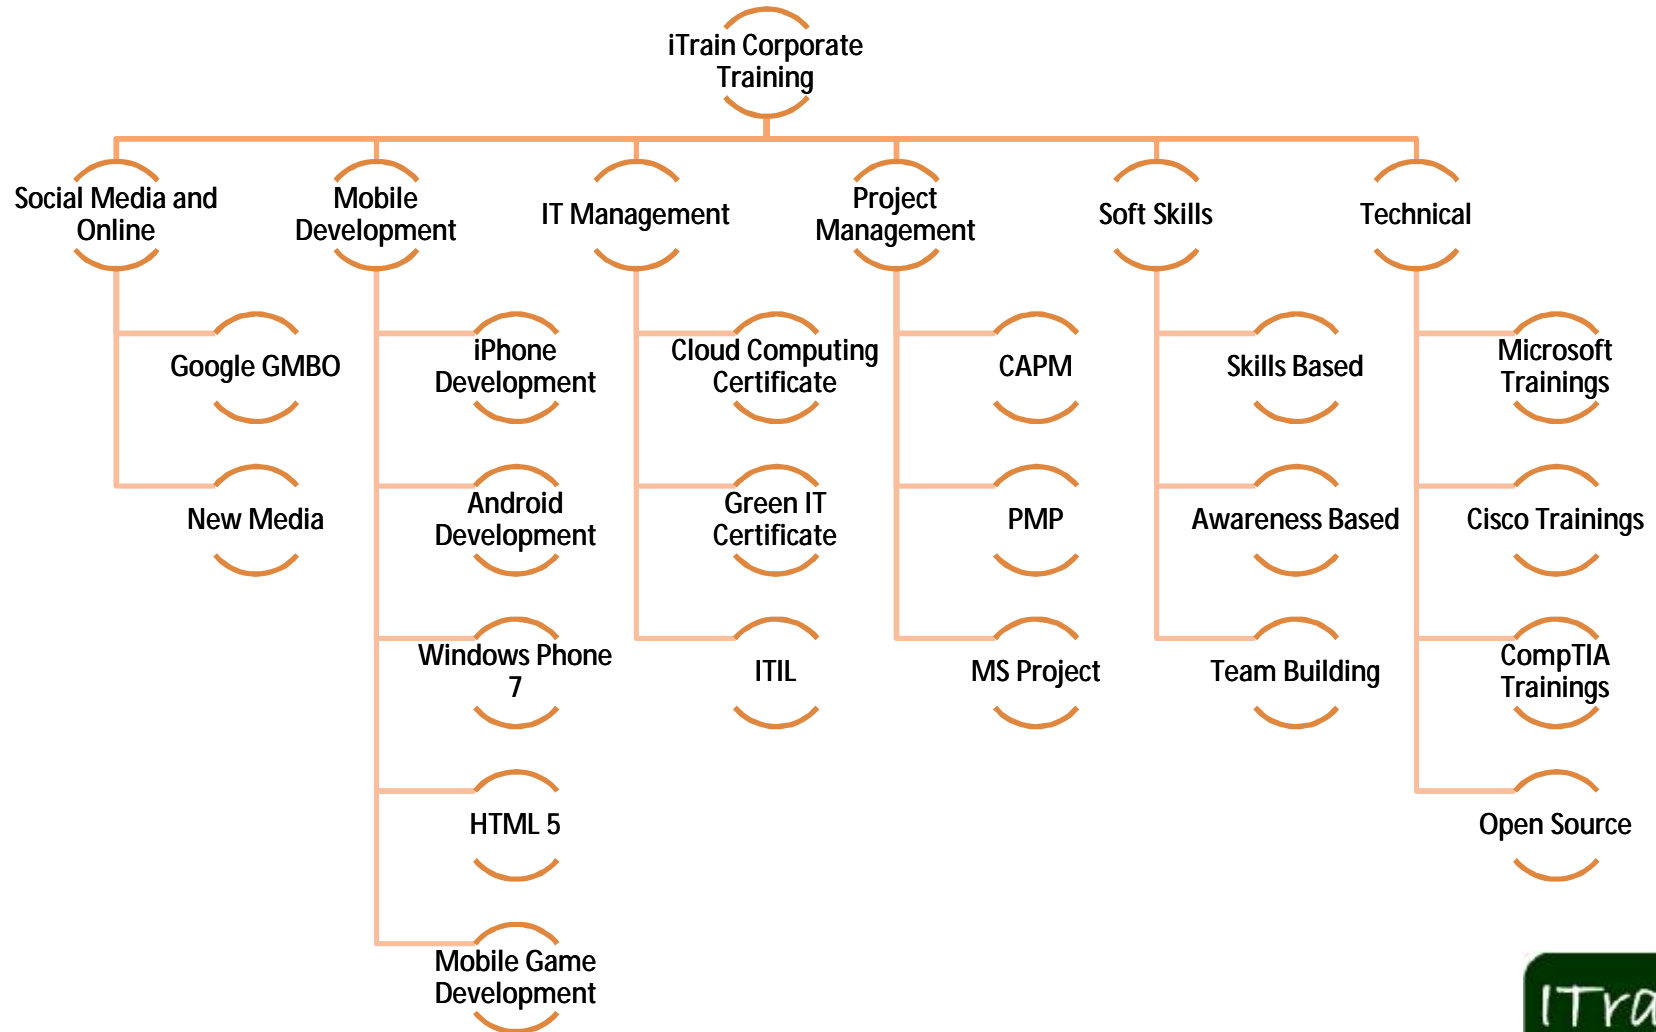 iTrain Corporate
Training
Social Media and
Online
Mobile
Development
IT Management
Project
Management
Soft Skills
Technical
Google GMBO
New Media
iPhone
Development
Android
Development
Windows Phone
7
HTML 5
Mobile Game
Development
Cloud Computing
Certificate
Green IT
Certificate
ITIL
CAPM
PMP
MS Project
Skills Based
Awareness Based
Team Building
Microsoft
Trainings
Cisco Trainings
CompTIA
Trainings
Open Source